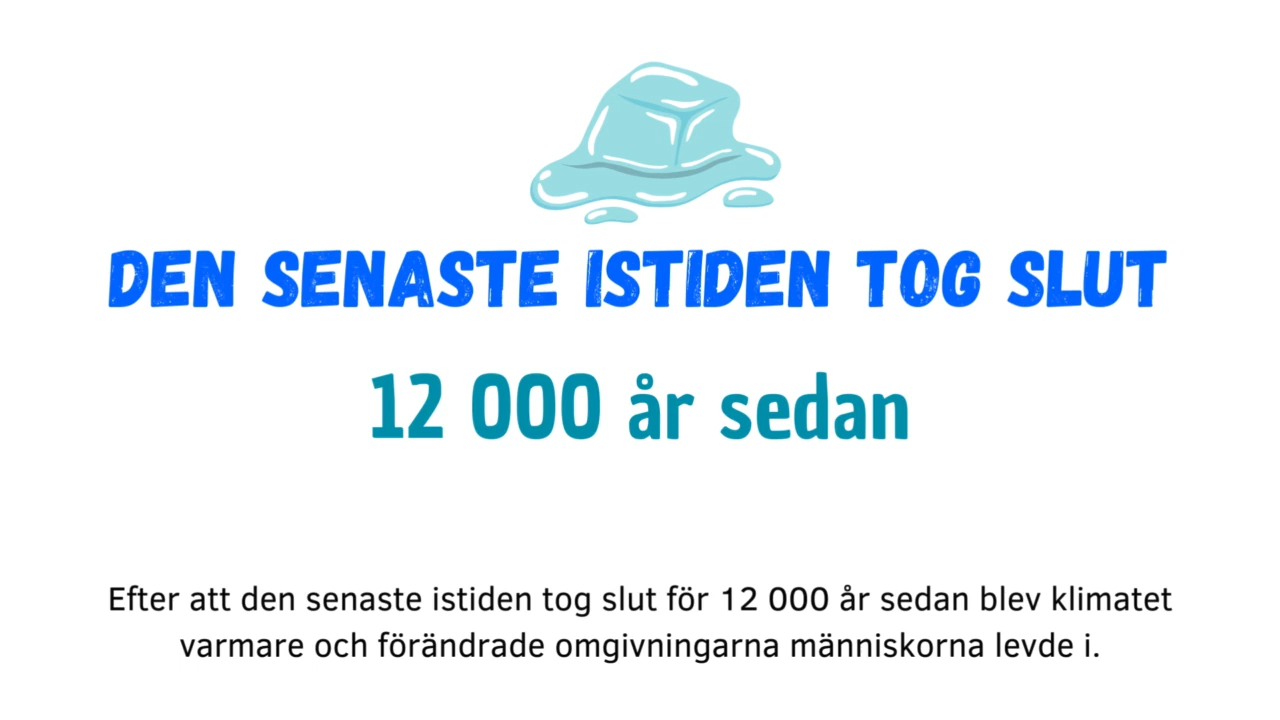 DEN SENASTE ISTIDEN TOG SLUT
12 000 år sedan
Efter att den senaste istiden tog slut för 12 000 år sedan blev klimatet
varmare och förändrade omgivningarna människorna levde i.